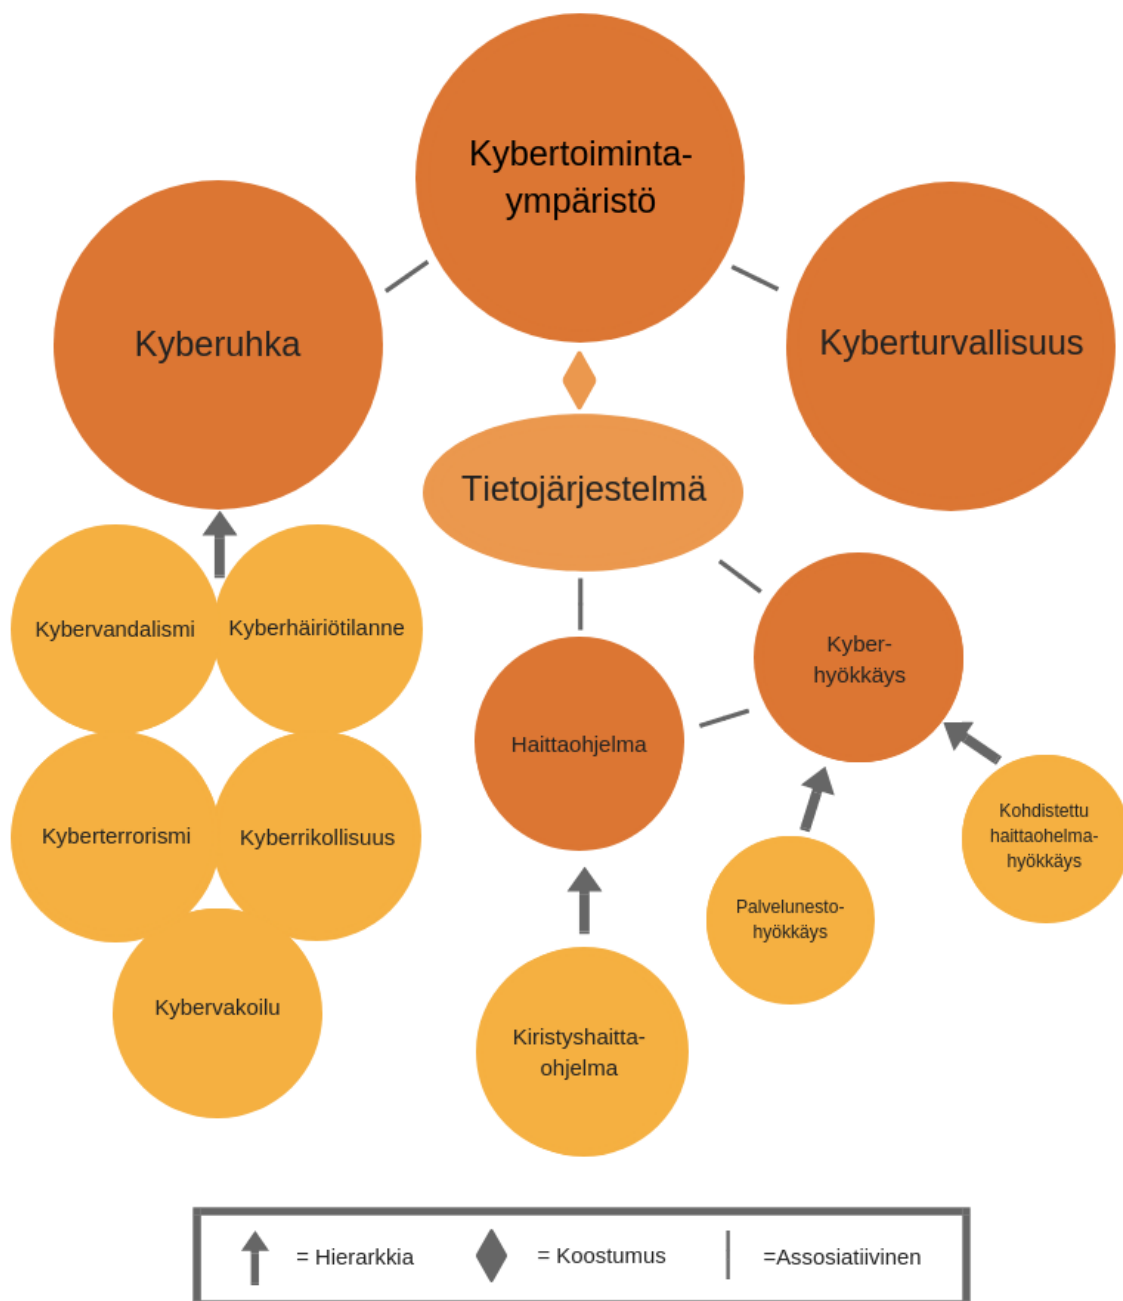 Kybertoiminta-
ympäristö
Kyberuhka
Kyberturvallisuus
Tietojärjestelmä
Kybervandalismi
Kyberhäiriötilanne
Kyber-
hyökkäys
Haittaohjelma
Kyberterrorismi
Kyberrikollisuus
Kohdistettu
haittaohelma-
hyökkäys
Palvelunesto-
hyökkäys
Kybervakoilu
Kiristyshaitta-
ohjelma
= Hierarkkia
= Koostumus
=Assosiatiivinen